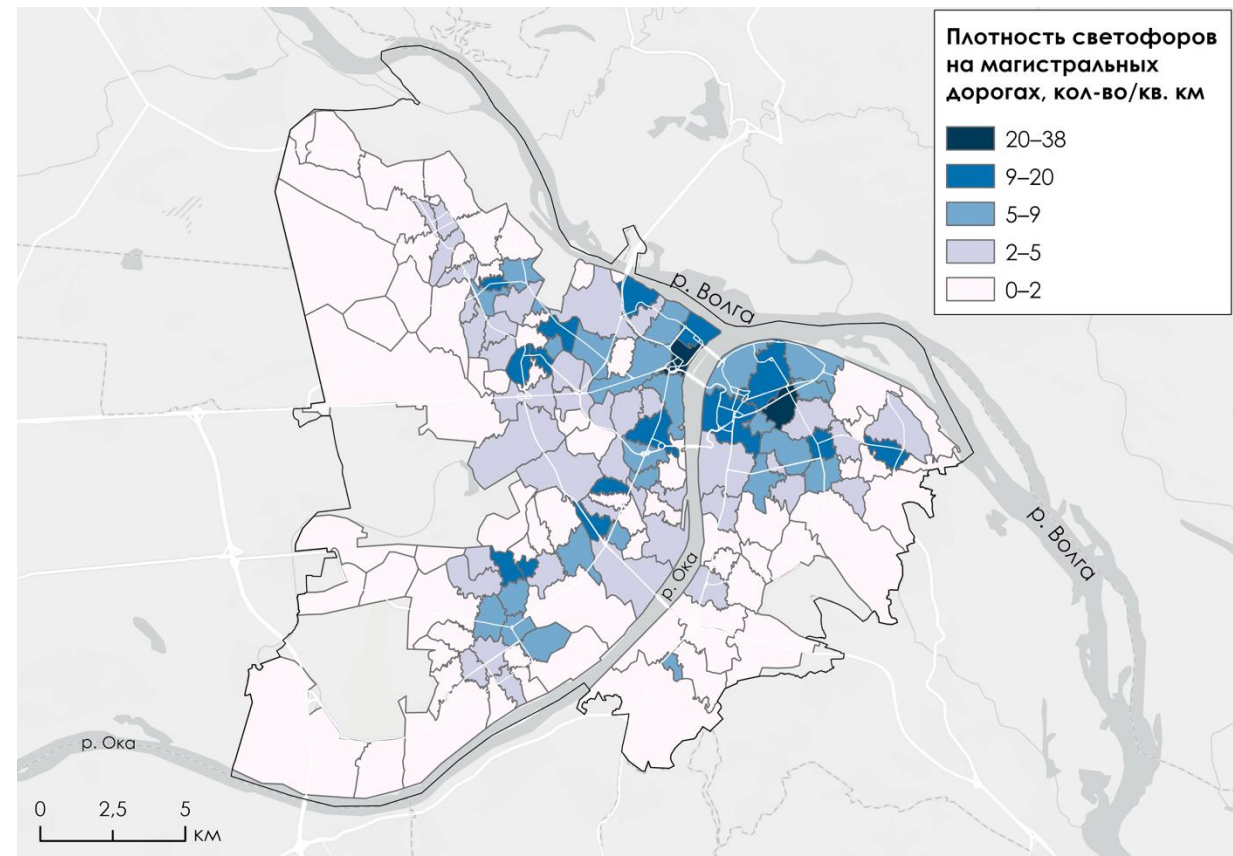 Плотность светофоров
на магистральных
дорогах, кол-во/кв. км
20–38
9–20
5–9
2–5
0–2
р. Волга
р. Волга
р. Ока
р. Ока
0 2,5 5
км